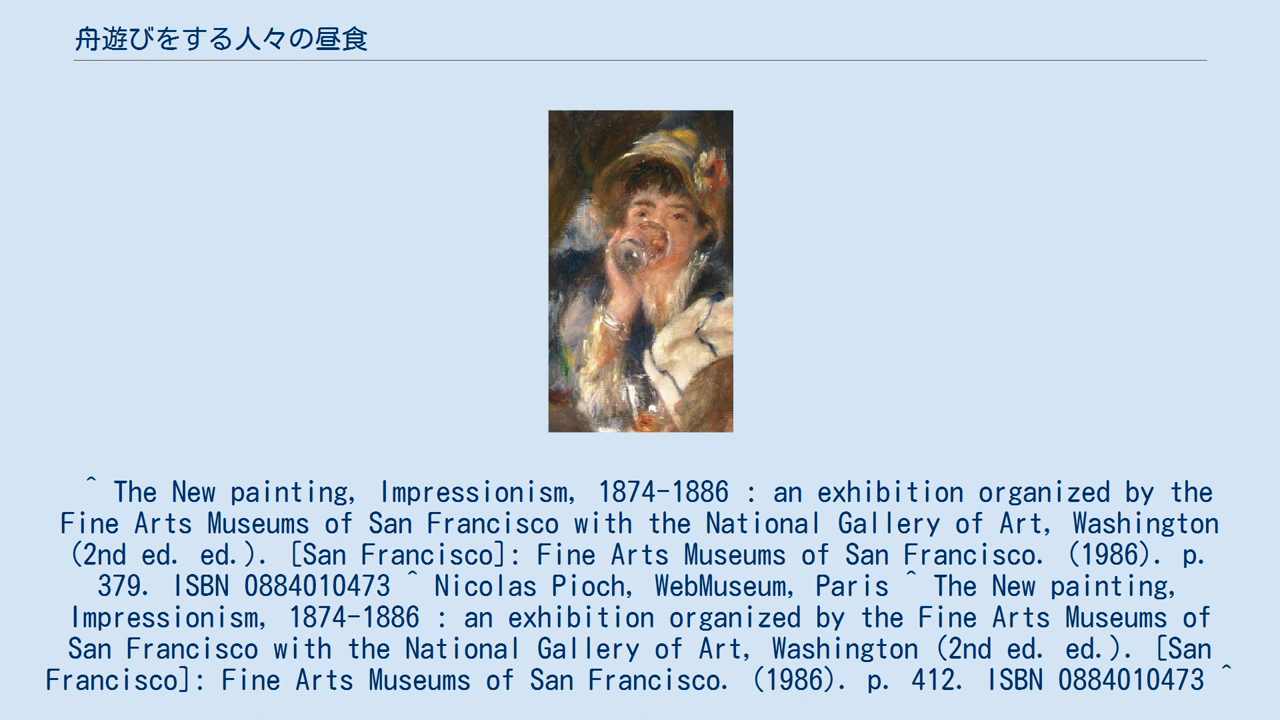 舟遊びをする人々の昼食
^ The New painting, Impressionism, 1874-1886 : an exhibition organized by the
Fine Arts Museums of San Francisco with the National Gallery of Art, Washington
(2nd ed. ed.). [San Francisco]: Fine Arts Museums of San Francisco. (1986). p.
379. ISBN 0884010473 ^ Nicolas Pioch, WebMuseum, Paris ^ The New painting,
Impressionism, 1874-1886 : an exhibition organized by the Fine Arts Museums of
San Francisco with the National Gallery of Art, Washington (2nd ed. ed.). [San
Francisco]: Fine Arts Museums of San Francisco. (1986). p. 412. ISBN 0884010473 ^